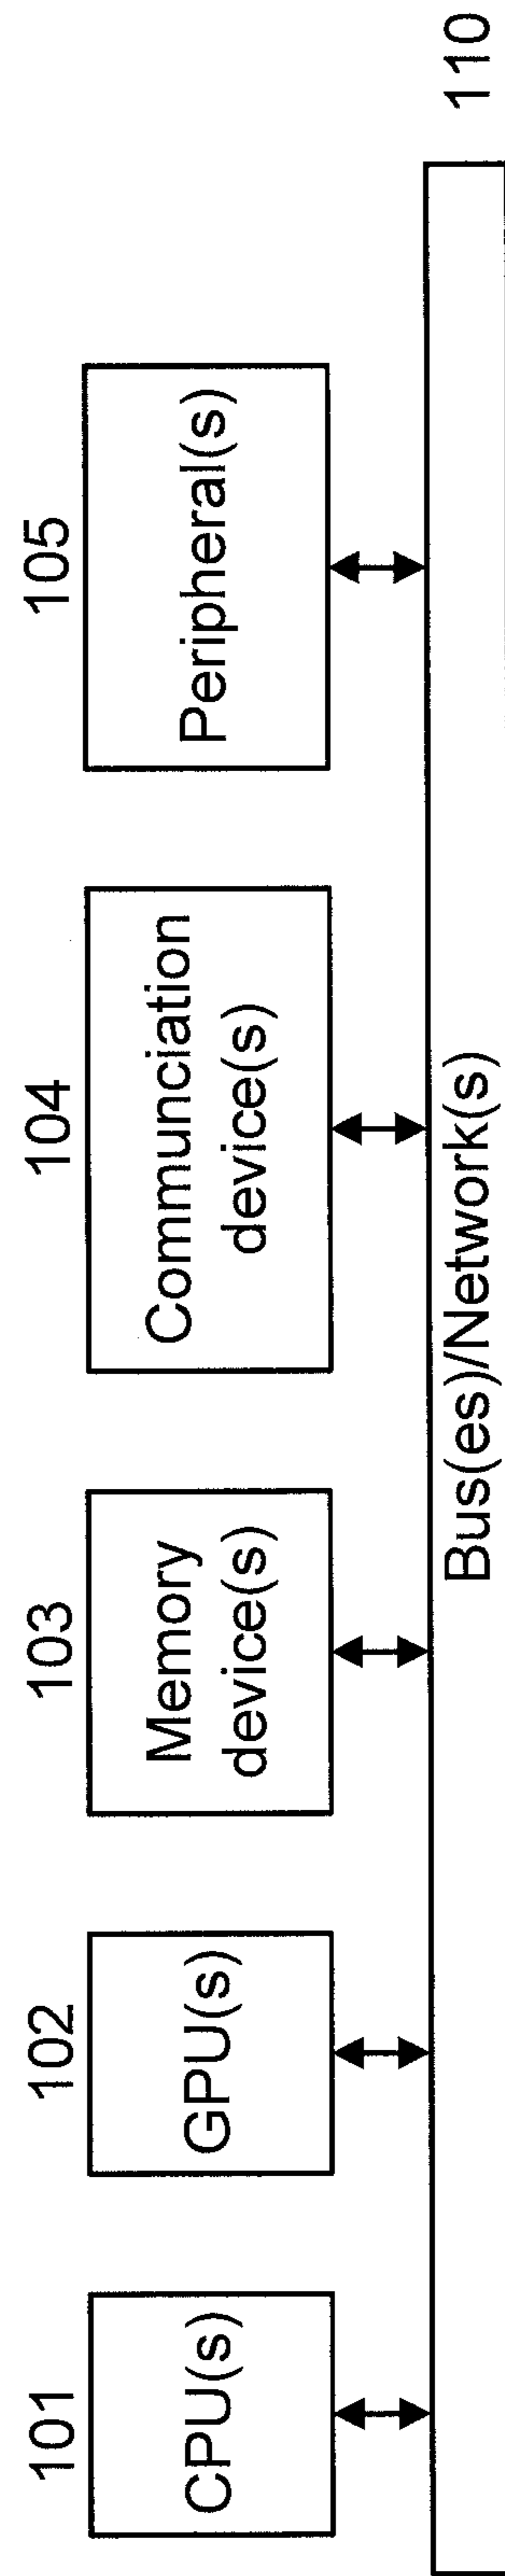 101
102
103
104
105
CPU(s)
GPU(s)
Memory
device(s)
Communciation
device(s)
Peripheral(s)
Bus(es)/Network(s)
110